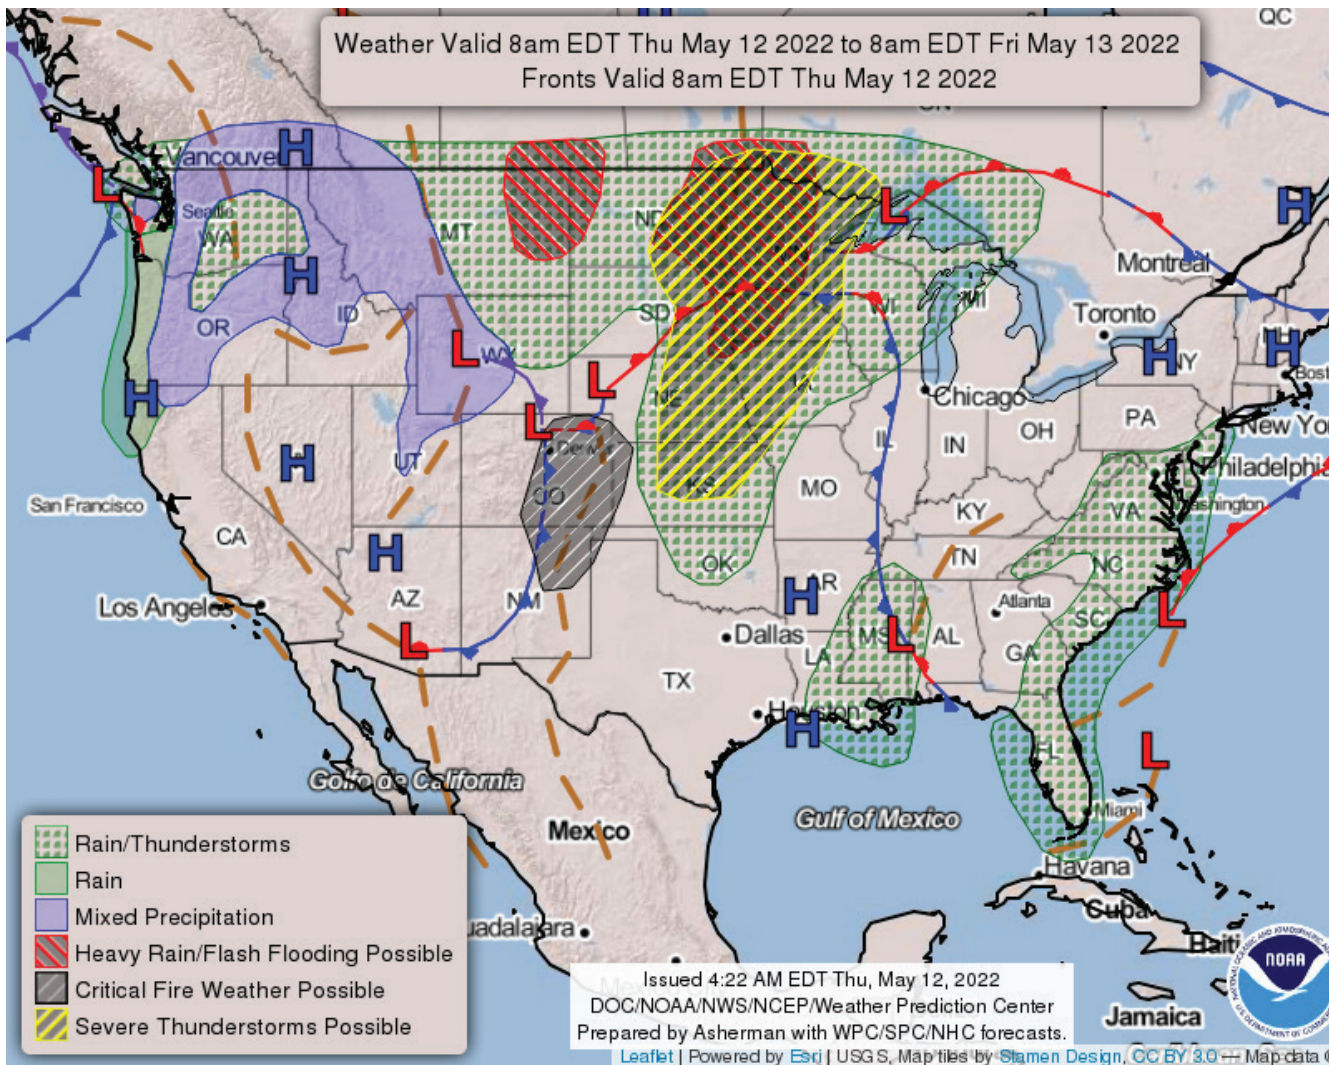 QC
Weather Valid 8am EDT Thu May 12 2022 to 8am EDT Fri May 13 2022
Fronts Valid 8am EDT Thu May 12 2022
ON
H
Vancouver
L
Seattle
WA
MT
ND
MN
L
H
Montreal
H
OR
ID
SD
WI
MI
Toronto
L
WY
L
H
NY
H
Bost
H
L
Denver
NE
IA
Chicago
PA
New Yor
H
UT
CO
KS
IL
IN
OH
Philadelphia
San Francisco
CA
MO
KY
VA
Washington
H
OK
TN
NC
Los Angeles
AZ
NM
H
AR
Atlanta
SC
L
L
Dallas
MS
L
AL
GA
LA
TX
Houston
H
FL
L
Golfo de California
Mexico
Gulf of Mexico
Miami
Havana
Cuba
Haiti
Rain/Thunderstorms
Rain
Mixed Precipitation
Heavy Rain/Flash Flooding Possible
Critical Fire Weather Possible
Severe Thunderstorms Possible
uadalajara
Issued 4:22 AM EDT Thu, May 12, 2022
DOC/NOAA/NWS/NCEP/Weather Prediction Center
Prepared by Asherman with WPC/SPC/NHC forecasts.
Jamaica
NOAA
Leaflet | Powered by Esri | USGS, Map tiles by Stamen Design, CC BY 3.0 — Map data ©